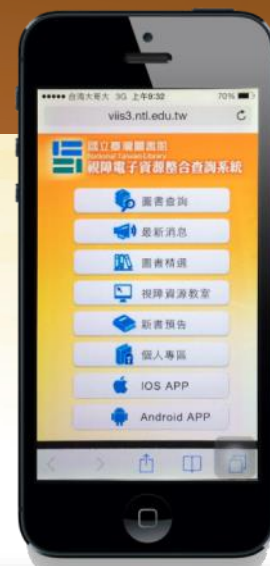 台灣大哥大 3G 上午9:32 70%
viis3.ntl.edu.tw
國立臺灣圖書館
National Taiwan Library
視障電子資源整合查詢系統
圖書查詢
最新消息
圖書精選
視障資源教室
新書預告
個人專區
IOS APP
Android APP